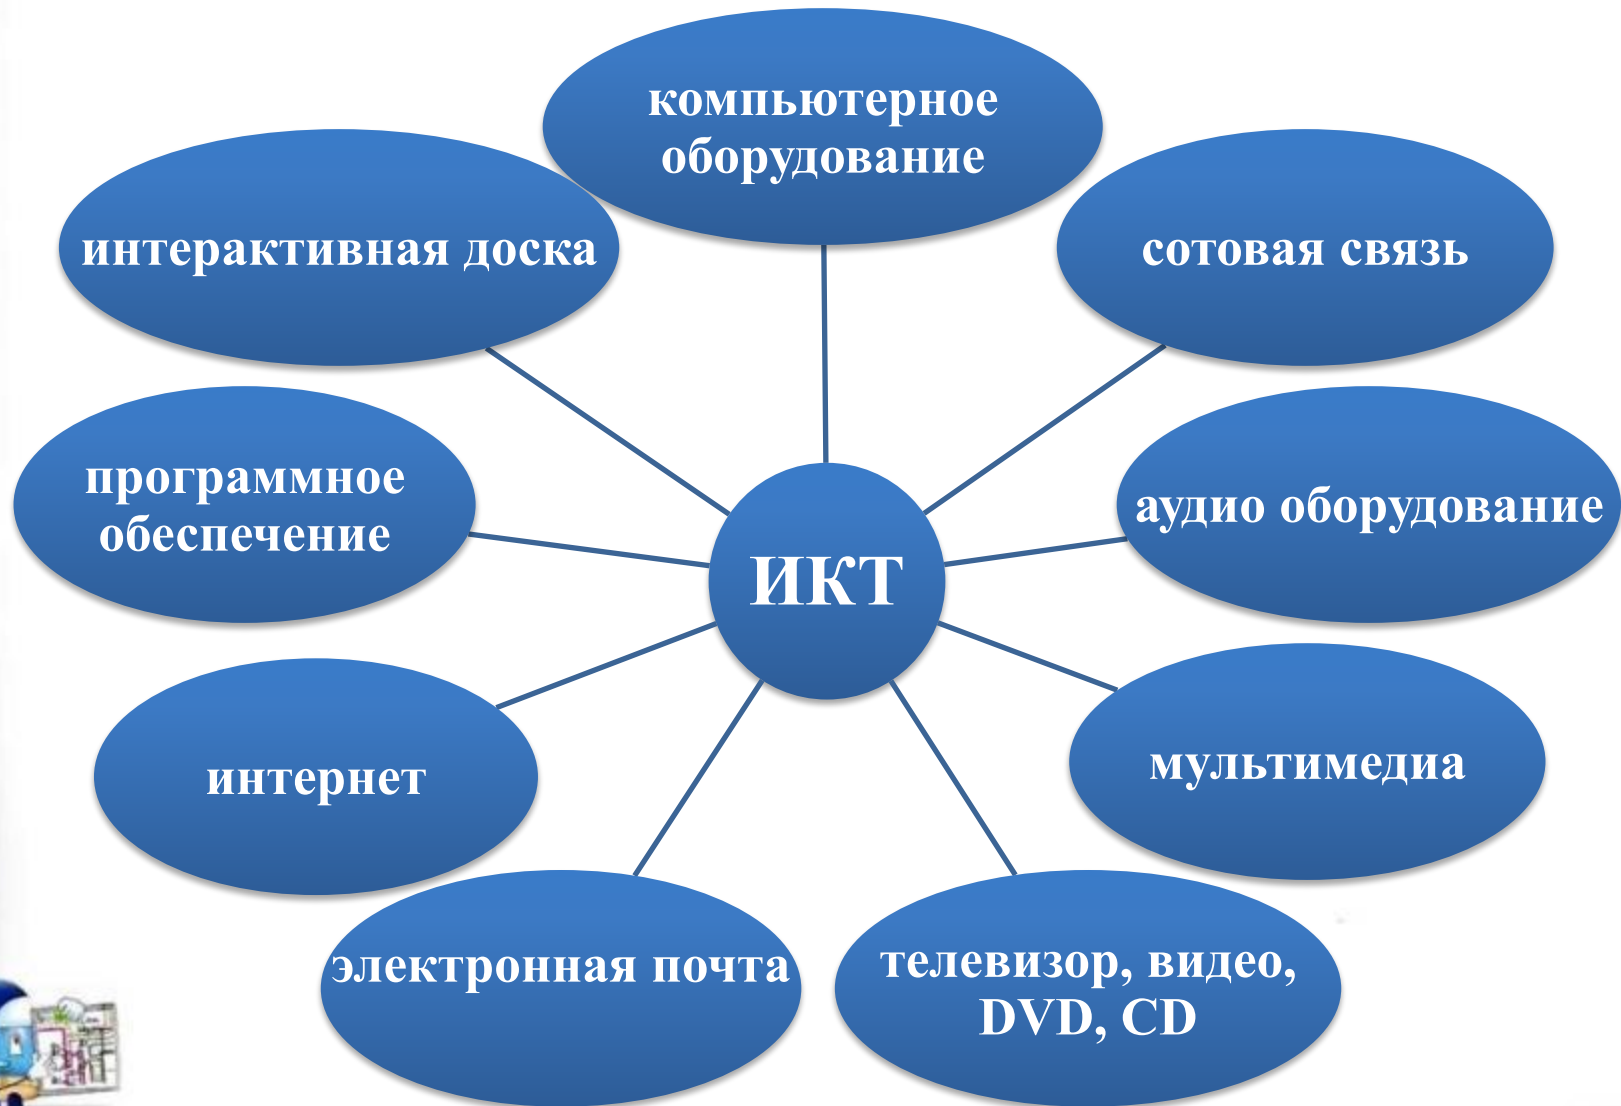 компьютерное
оборудование
интерактивная доска
сотовая связь
программное
обеспечение
аудио оборудование
ИКТ
интернет
мультимедиа
электронная почта
телевизор, видео,
DVD, CD